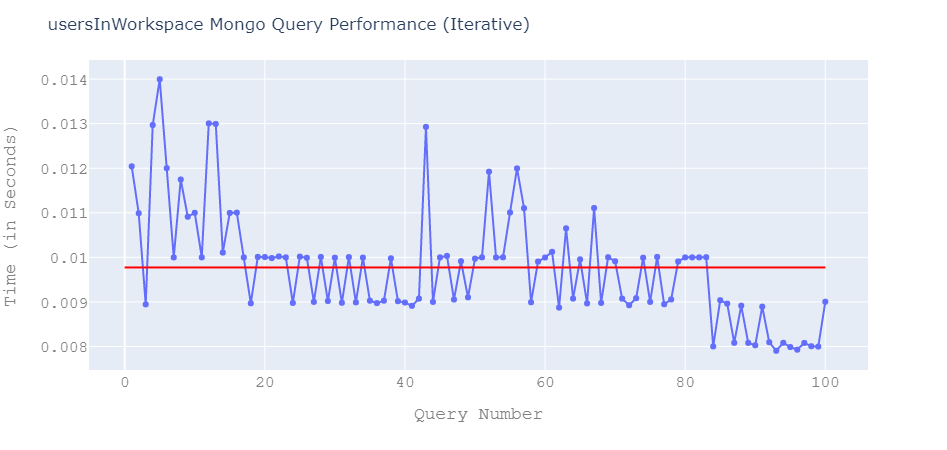 usersInWorkspace Mongo Query Performance (Iterative)
Time (in Seconds)
0.014
0.013
0.012
0.011
0.01
0.009
0.008
0 20 40 60 80 100
Query Number